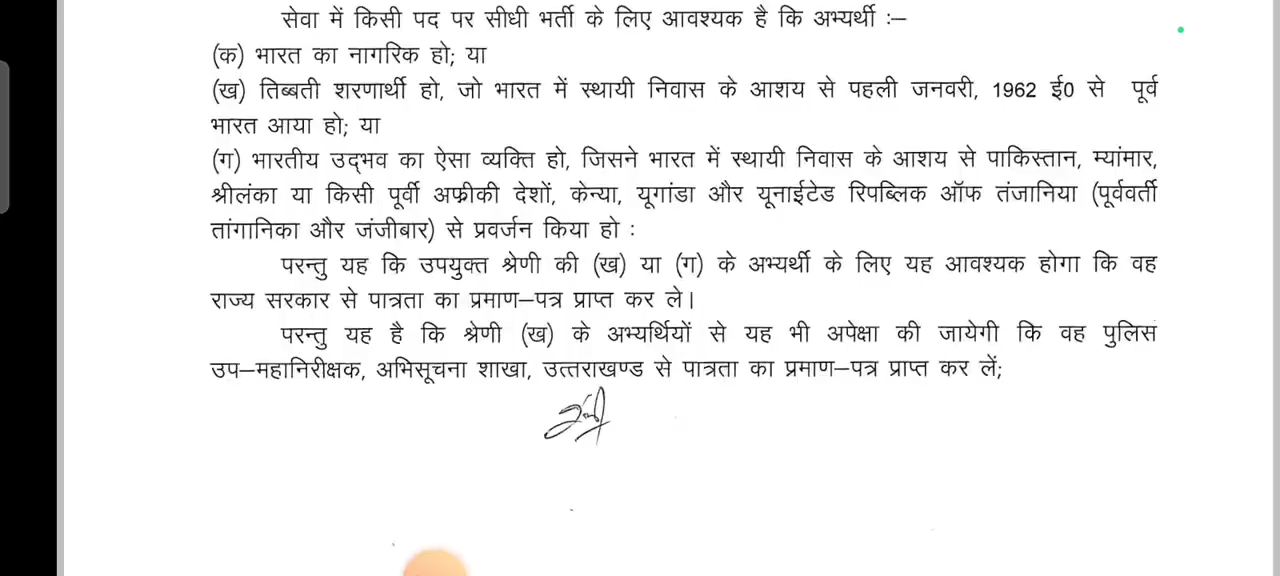 सेवा में किसी पद पर सीधी भर्ती के लिए आवश्यक है कि अभ्यर्थी :–
(क) भारत का नागरिक हो; या
(ख) तिब्बती शरणार्थी हो, जो भारत में स्थायी निवास के आशय से पहली जनवरी, 1962 ई0 से पूर्व
भारत आया हो; या
(ग) भारतीय उद्भव का ऐसा व्यक्ति हो, जिसने भारत में स्थायी निवास के आशय से पाकिस्तान, म्यांमार,
श्रीलंका या किसी पूर्वी अफ्रीकी देशों, केन्या, यूगांडा और यूनाईटेड रिपब्लिक ऑफ तंजानिया (पूर्ववर्ती
तांगानिका और जंजीबार) से प्रवर्जन किया हो :
परन्तु यह कि उपयुक्त श्रेणी की (ख) या (ग) के अभ्यर्थी के लिए यह आवश्यक होगा कि वह
राज्य सरकार से पात्रता का प्रमाण–पत्र प्राप्त कर ले।
परन्तु यह है कि श्रेणी (ख) के अभ्यर्थियों से यह भी अपेक्षा की जायेगी कि वह पुलिस
उप–महानिरीक्षक, अभिसूचना शाखा, उत्तराखण्ड से पात्रता का प्रमाण–पत्र प्राप्त कर लें;